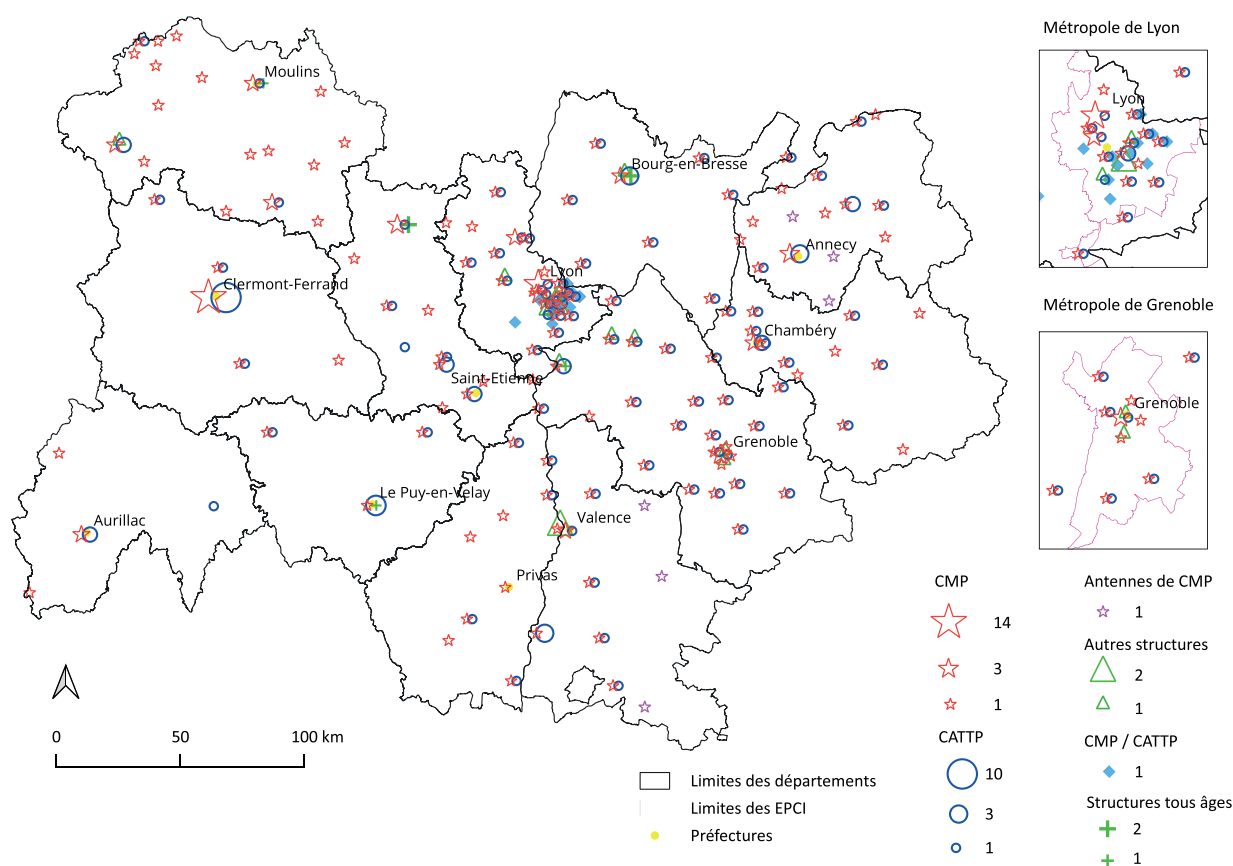 Métropole de Lyon
Lyon
Métropole de Grenoble
Grenoble
Moulins
Bourg-en-Bresse
Annecy
Clermont-Ferrand
Lyon
Chambéry
Saint-Etienne
Grenoble
Le Puy-en-Velay
Aurillac
Valence
Privas
0 50 100 km
Limites des départements
Limites des EPCI
Préfectures
CMP
14
3
1
CATTP
10
3
1
Antennes de CMP
1
Autres structures
2
1
CMP / CATTP
1
Structures tous âges
2
1